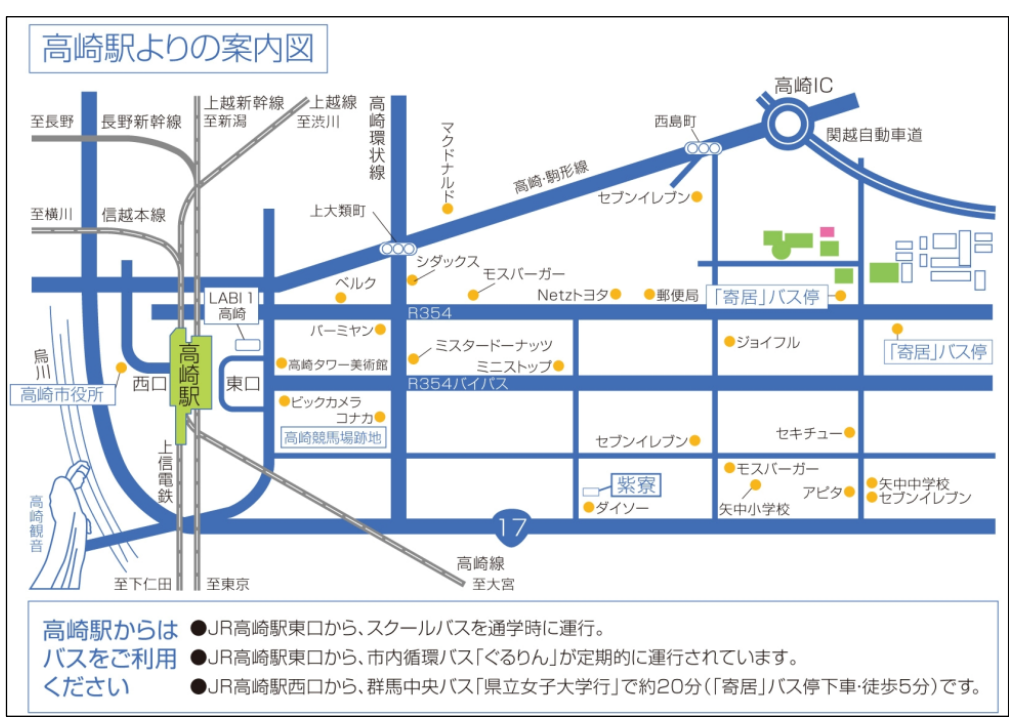 高崎駅よりの案内図
高崎IC
上越新幹線
至新潟
上越線
至渋川
高崎環状線
マクドナルド
西島町
関越自動車道
至長野
長野新幹線
高崎・駒形線
セブンイレブン
至横川
信越本線
上大類町
シダックス
ベルク
モスバーガー
Netzトヨタ
郵便局
「寄居」バス停
LABI 1
高崎
R354
バーミヤン
ミスタードーナッツ
ジョイフル
「寄居」バス停
烏川
高崎駅
高崎タワー美術館
ミニストップ
西口
東口
R354バイパス
高崎市役所
ビックカメラ
コナカ
高崎競馬場跡地
セブンイレブン
セキチュー
上信電鉄
モスバーガー
矢中中学校
紫寮
アピタ
セブンイレブン
ダイソー
矢中小学校
高崎観音
17
高崎線
至下仁田
至東京
至大宮
高崎駅からは
バスをご利用
ください
●JR高崎駅東口から、スクールバスを通学時に運行。
●JR高崎駅東口から、市内循環バス「ぐるりん」が定期的に運行されています。
●JR高崎駅西口から、群馬中央バス「県立女子大学行」で約20分(「寄居」バス停下車・徒歩5分)です。